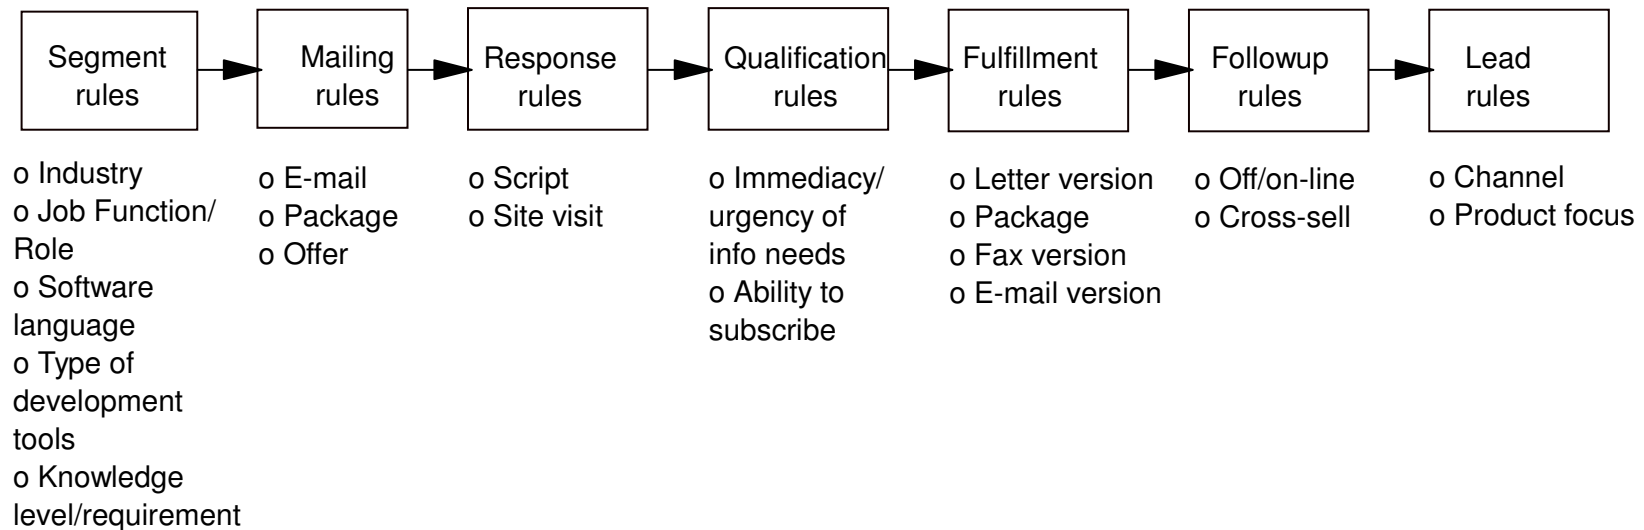 Segment
rules
Mailing
rules
Response
rules
Qualification
rules
Fulfillment
rules
Followup
rules
Lead
rules
o Industry
o Job Function/
Role
o Software
language
o Type of
development
tools
o Knowledge
level/requirement
o E-mail
o Package
o Offer
o Script
o Site visit
o Immediacy/
urgency of
info needs
o Ability to
subscribe
o Letter version
o Package
o Fax version
o E-mail version
o Off/on-line
o Cross-sell
o Channel
o Product focus